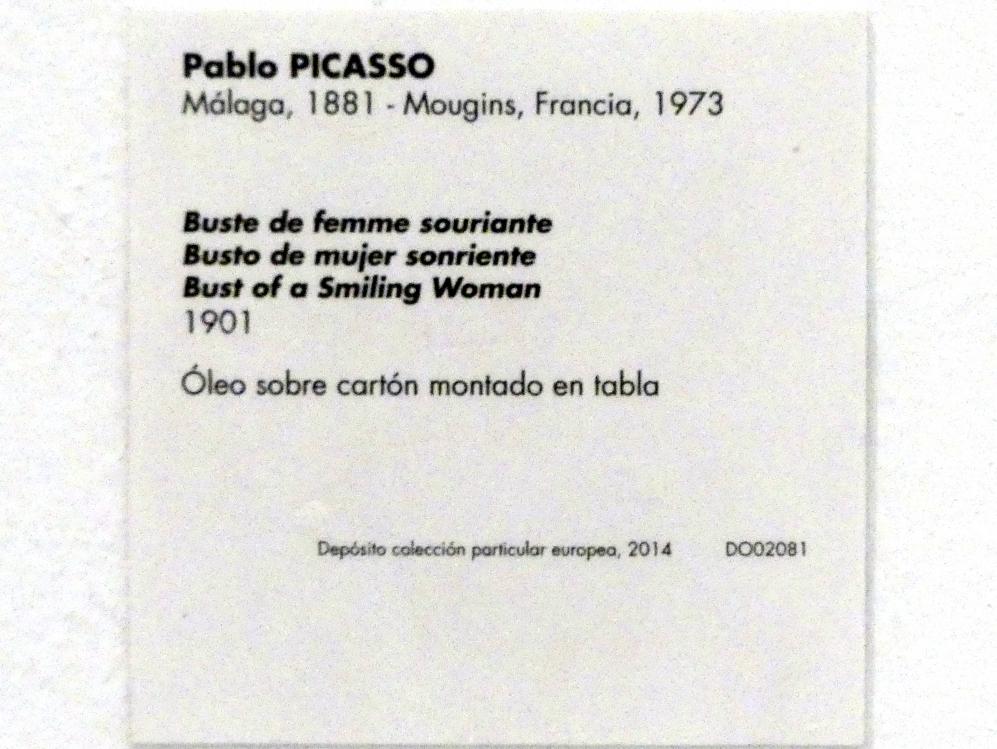 Pablo PICASSO
Málaga, 1881 - Mougins, Francia, 1973
Buste de femme souriante
Busto de mujer sonriente
Bust of a Smiling Woman
1901
Óleo sobre cartón montado en tabla
Depósito colección particular europea, 2014 DO02081